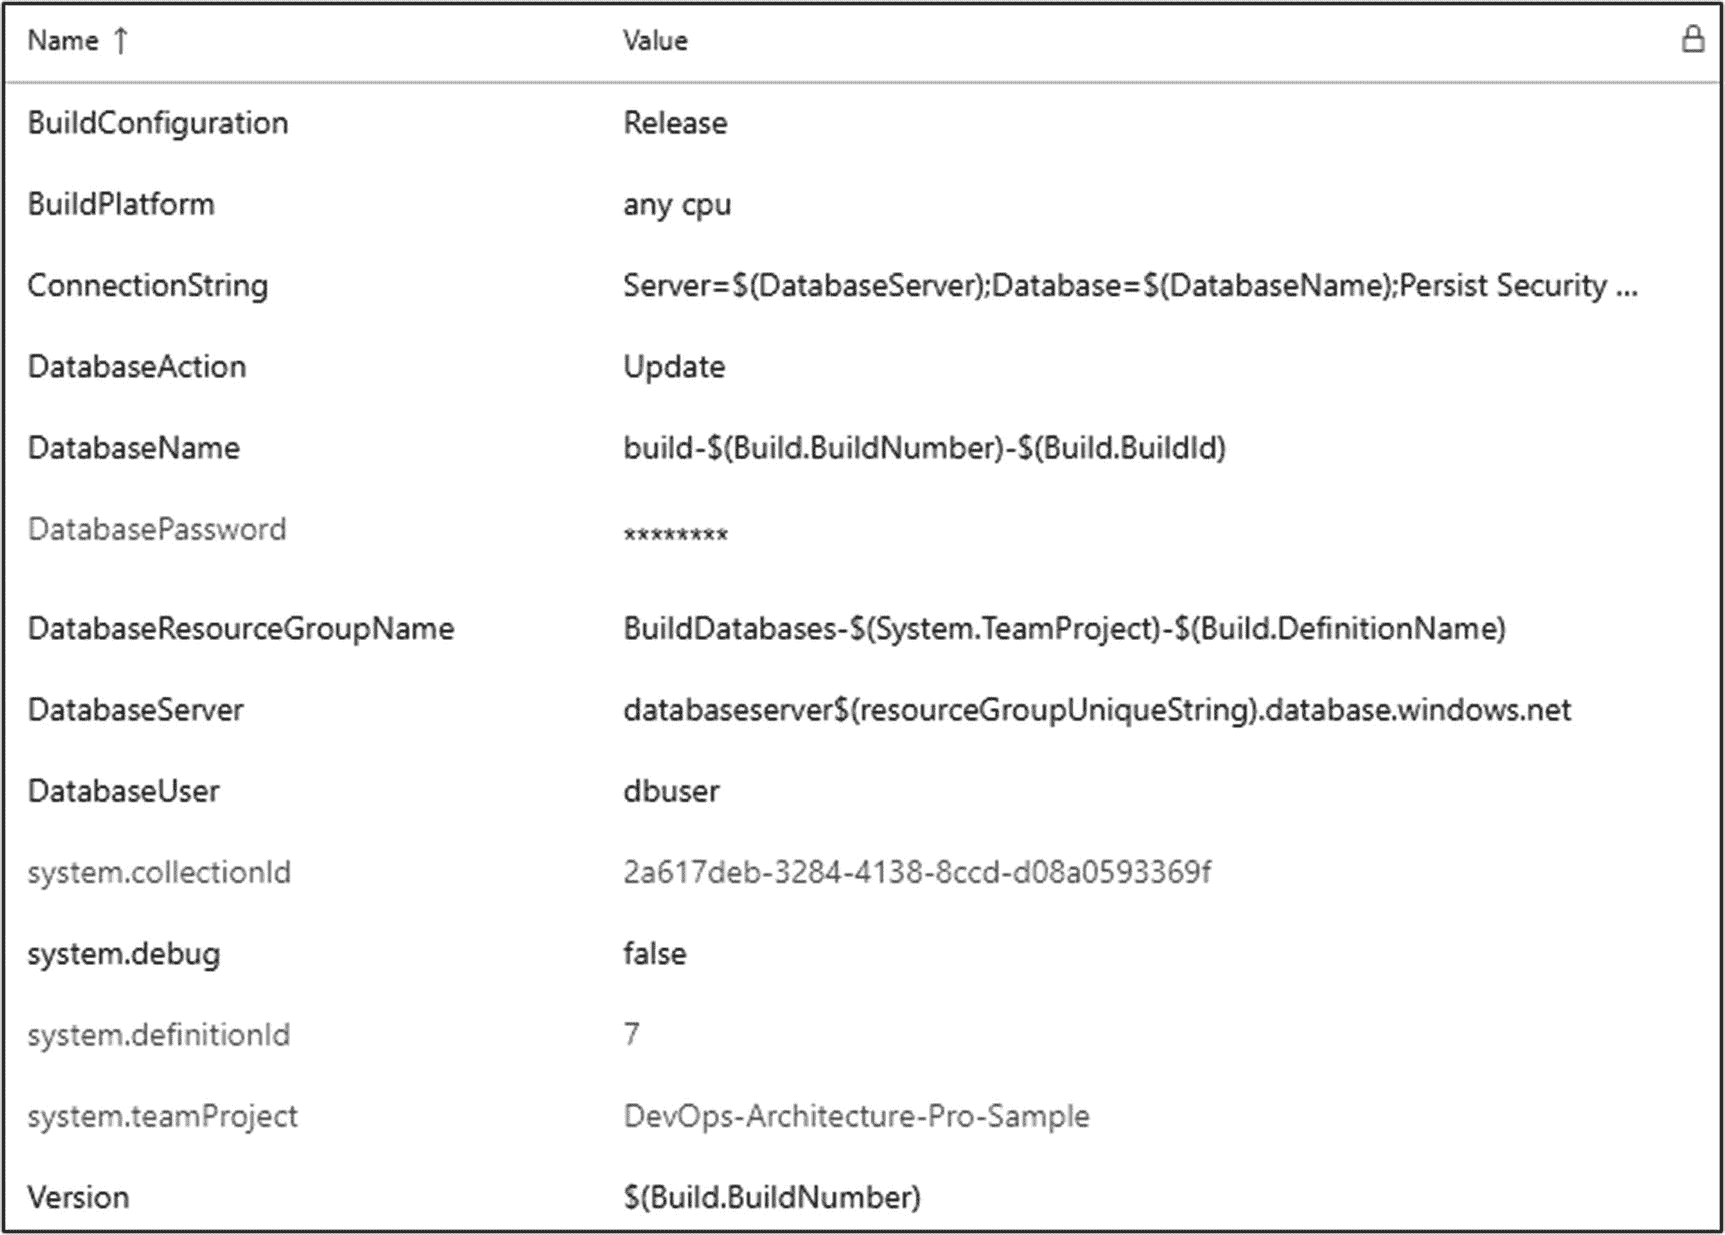 Name ↑ Value
BuildConfiguration Release
BuildPlatform any cpu
ConnectionString Server=$(DatabaseServer);Database=$(DatabaseName);Persist Security ...
DatabaseAction Update
DatabaseName build-$(Build.BuildNumber)-$(Build.BuildId)
DatabasePassword ********
DatabaseResourceGroupName BuildDatabases-$(System.TeamProject)-$(Build.DefinitionName)
DatabaseServer databaseserver$(resourceGroupUniqueString).database.windows.net
DatabaseUser dbuser
system.collectionId 2a617deb-3284-4138-8ccd-d08a0593369f
system.debug false
system.definitionId 7
system.teamProject DevOps-Architecture-Pro-Sample
Version $(Build.BuildNumber)